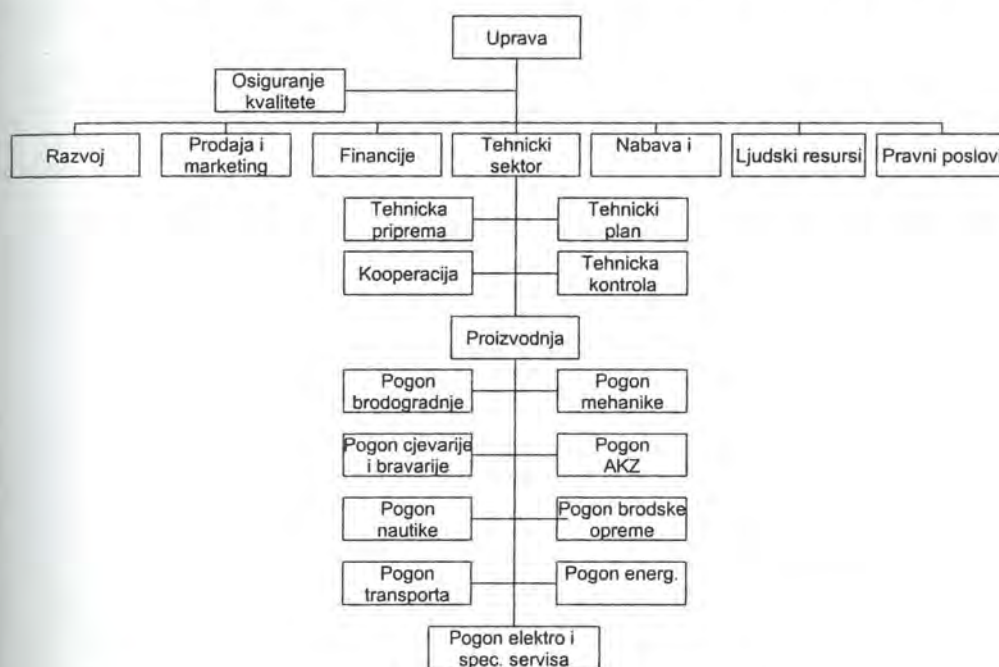 Uprava
Osiguranje
kvalitete
Razvoj
Prodaja i
marketing
Financije
Tehnicki
sektor
Nabava i
Ljudski resursi
Pravni poslovi
Tehnicka
priprema
Tehnicki
plan
Kooperacija
Tehnicka
kontrola
Proizvodnja
Pogon
brodogradnje
Pogon
mehanike
Pogon cjevarije
i bravarije
Pogon
AKZ
Pogon
nautike
Pogon brodske
opreme
Pogon
transporta
Pogon energ.
Pogon elektro i
spec. servisa